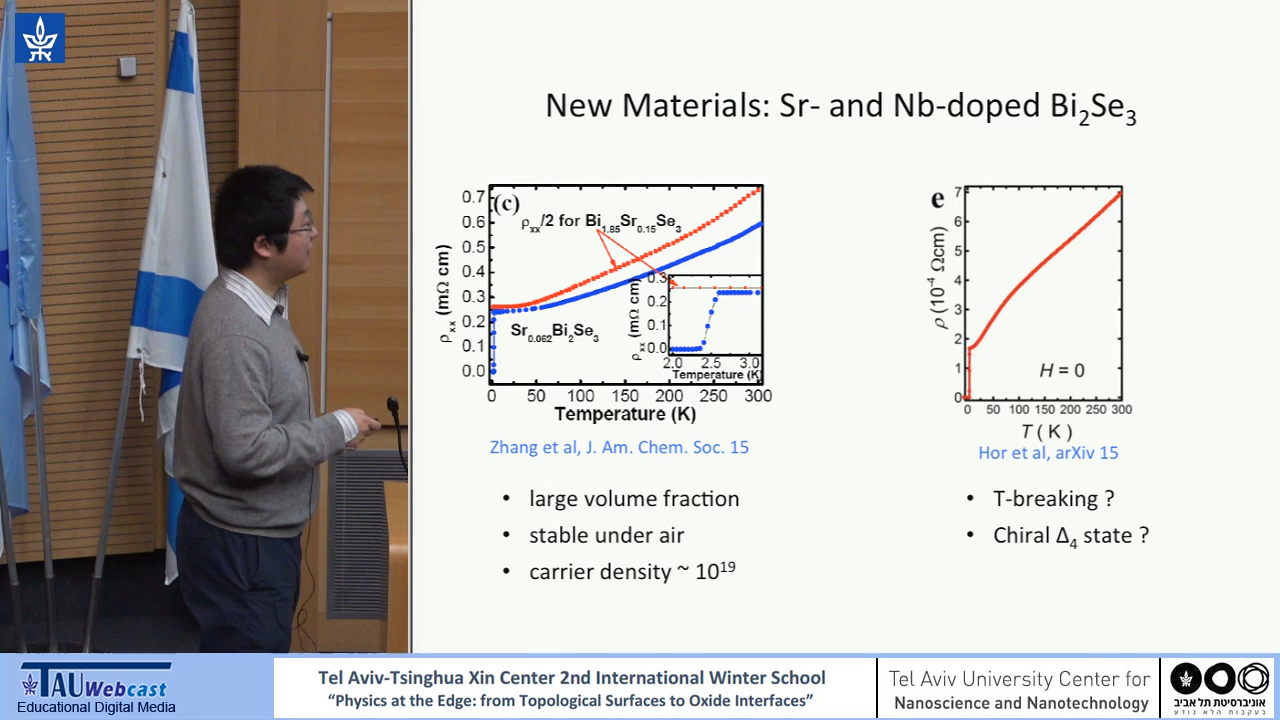 New Materials: Sr- and Nb-doped Bi2Se3
0.7
0.6
0.5
0.4
0.3
0.2
0.1
0.0
ρxx (mΩ cm)
(c)
ρxx/2 for Bi1.85Sr0.15Se3
Sr0.062Bi2Se3
0.3
0.2
0.1
0.0
ρxx (mΩ cm)
2.0 2.5 3.0
Temperature (K)
0 50 100 150 200 250 300
Temperature (K)
Zhang et al, J. Am. Chem. Soc. 15
• large volume fraction
• stable under air
• carrier density ~ 10^19
e
7
6
5
4
3
2
1
0
ρ (10^-4 Ωcm)
H = 0
0 50 100 150 200 250 300
T ( K )
Hor et al, arXiv 15
• T-breaking ?
• Chiral Δ4 state ?
TAU Webcast
Educational Digital Media
Tel Aviv-Tsinghua Xin Center 2nd International Winter School
“Physics at the Edge: from Topological Surfaces to Oxide Interfaces”
Tel Aviv University Center for
Nanoscience and Nanotechnology
אוניברסיטת תל אביב
בעקבות הלא נודע